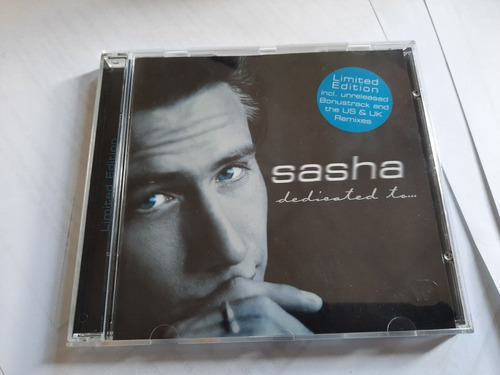 Limited
Edition
incl. unreleased
Bonustrack and
the US & UK
Remixes
sasha
dedicated to...
Limited Edition